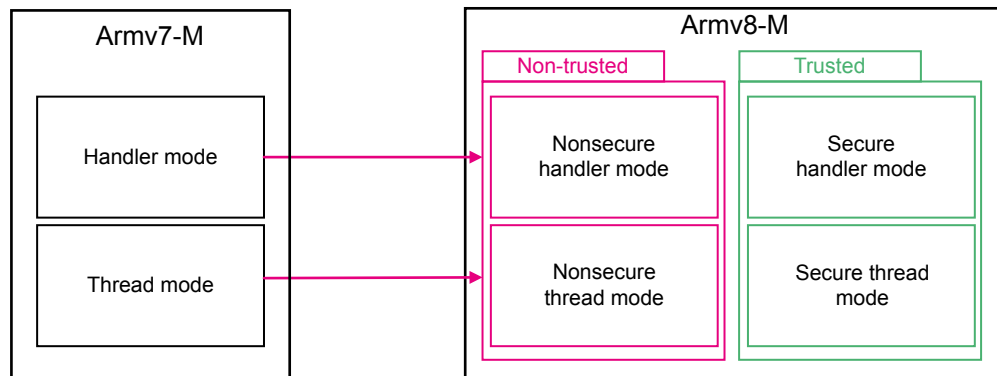 Armv7-M
Handler mode
Thread mode
Armv8-M
Non-trusted
Nonsecure
handler mode
Nonsecure
thread mode
Trusted
Secure
handler mode
Secure thread
mode